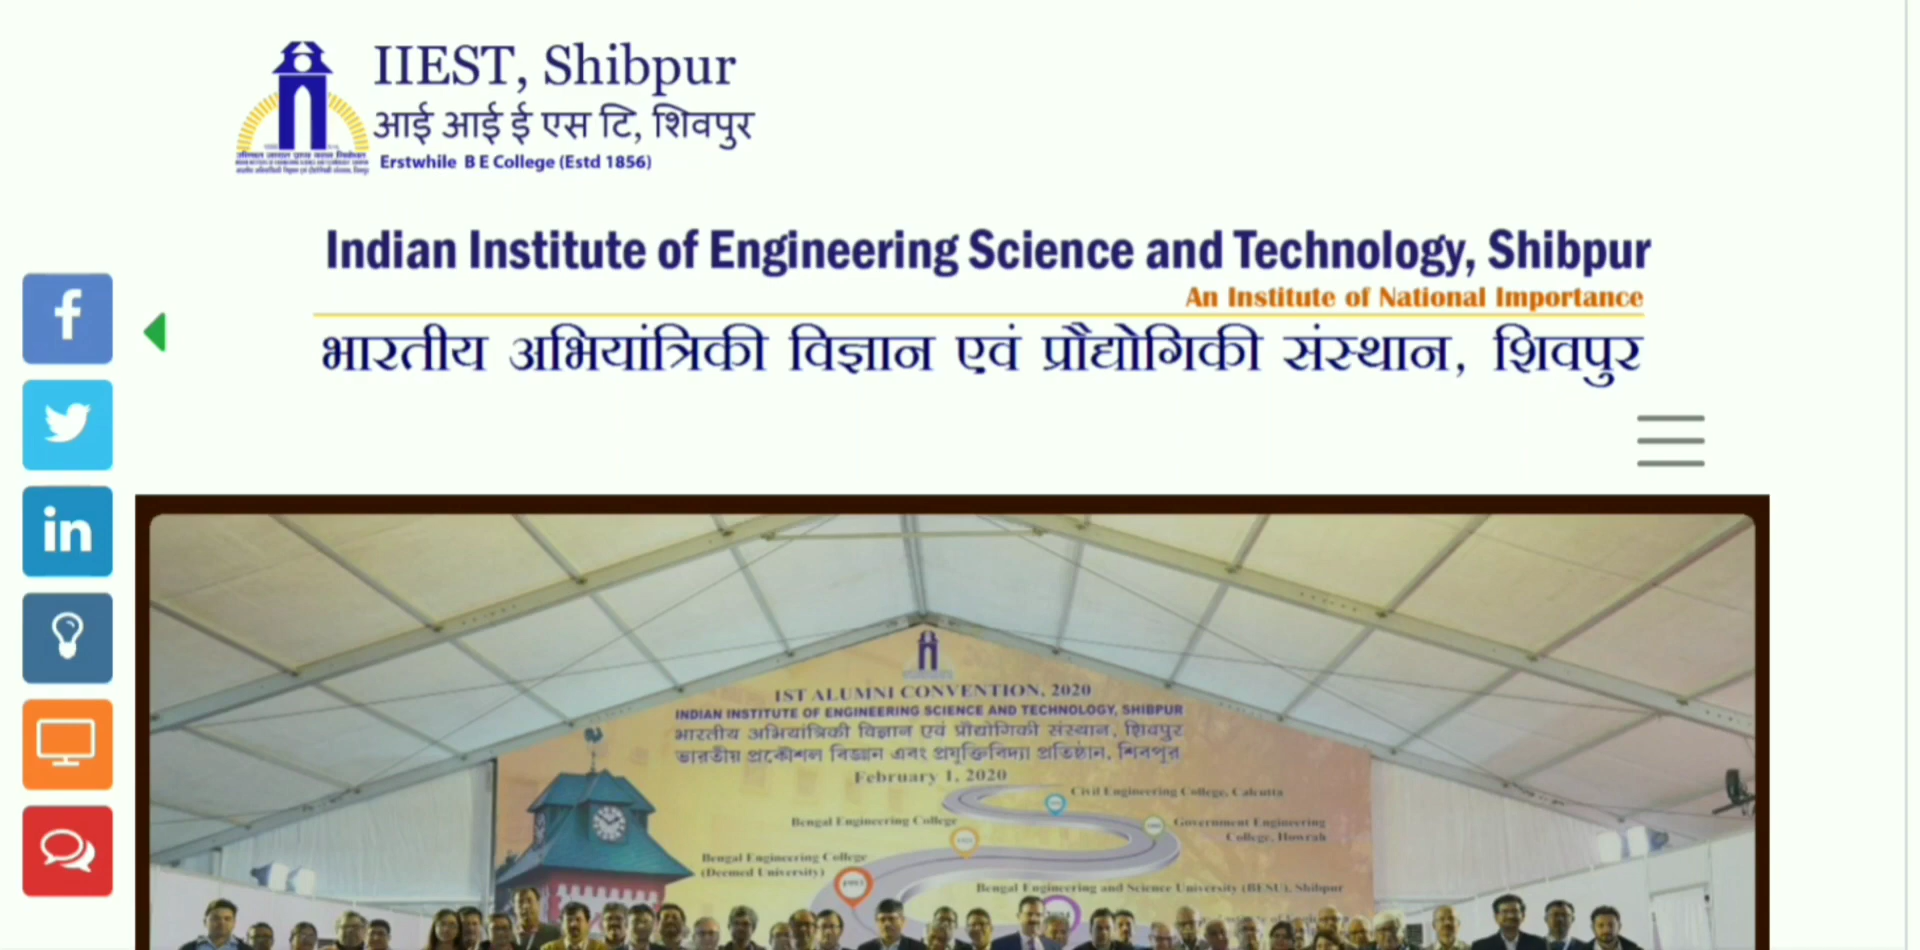 IIEST, Shibpur
आई आई ई एस टि, शिवपुर
Erstwhile B E College (Estd 1856)
Indian Institute of Engineering Science and Technology, Shibpur
An Institute of National Importance
भारतीय अभियांत्रिकी विज्ञान एवं प्रौद्योगिकी संस्थान, शिवपुर
f
in
1ST ALUMNI CONVENTION, 2020
INDIAN INSTITUTE OF ENGINEERING SCIENCE AND TECHNOLOGY, SHIBPUR
भारतीय अभियांत्रिकी विज्ञान एवं प्रौद्योगिकी संस्थान, शिवपुर
ভারতীয় প্রকৌশল বিজ্ঞান এবং প্রযুক্তিবিদ্যা প্রতিষ্ঠান, শিবপুর
February 1, 2020
Civil Engineering College, Calcutta
Bengal Engineering College
Government Engineering
College, Howrah
Bengal Engineering College
(Deemed University)
Bengal Engineering and Science University (BESU), Shibpur